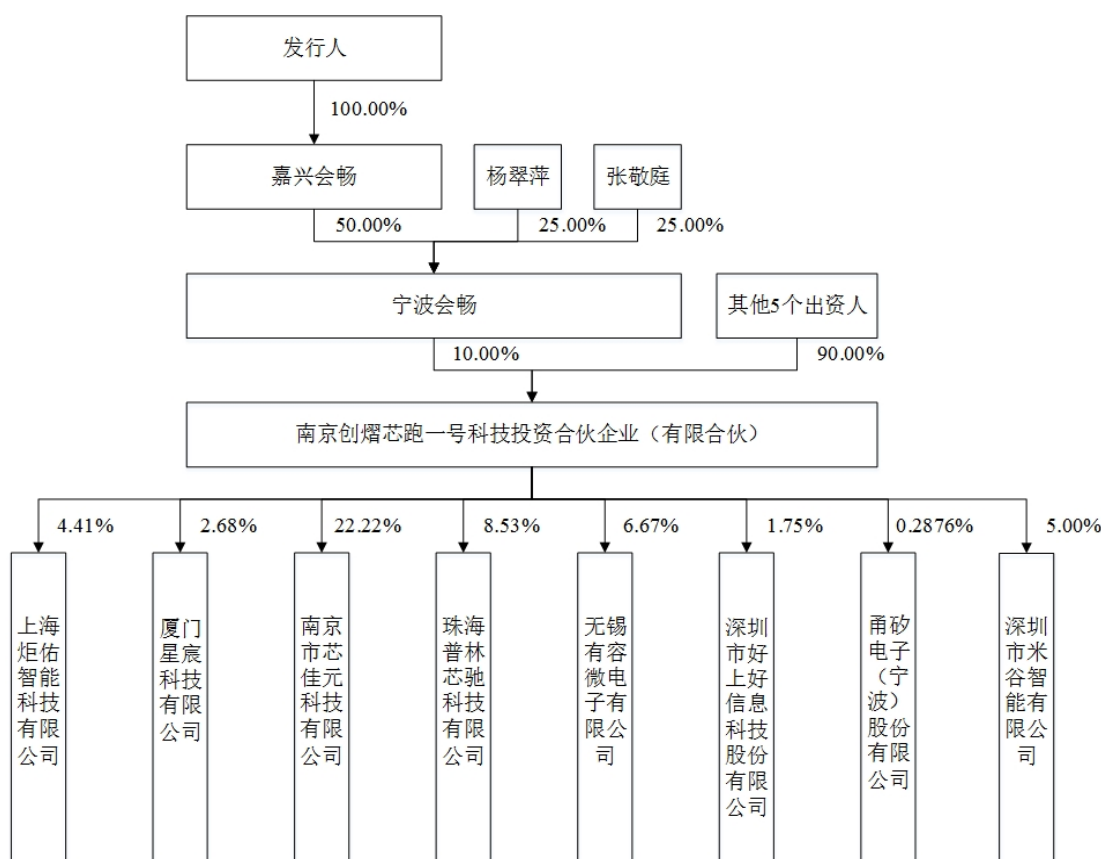 发行人
100.00%
嘉兴会畅
杨翠萍
张敬庭
50.00%
25.00%
25.00%
宁波会畅
其他5个出资人
10.00%
90.00%
南京创熠芯跑一号科技投资合伙企业（有限合伙）
4.41%
2.68%
22.22%
8.53%
6.67%
1.75%
0.2876%
5.00%
上海
炬佑
智能
科技
有限
公司
厦门
星宸
科技
有限
公司
南京
市芯
佳元
科技
有限
公司
珠海
普林
芯驰
科技
有限
公司
无锡
有容
微电
子有
限公
司
深圳
市好
上好
信息
科技
股份
有限
公司
甬矽
电子
（宁
波）
股份
有限
公司
深圳
市米
谷智
能有
限公
司